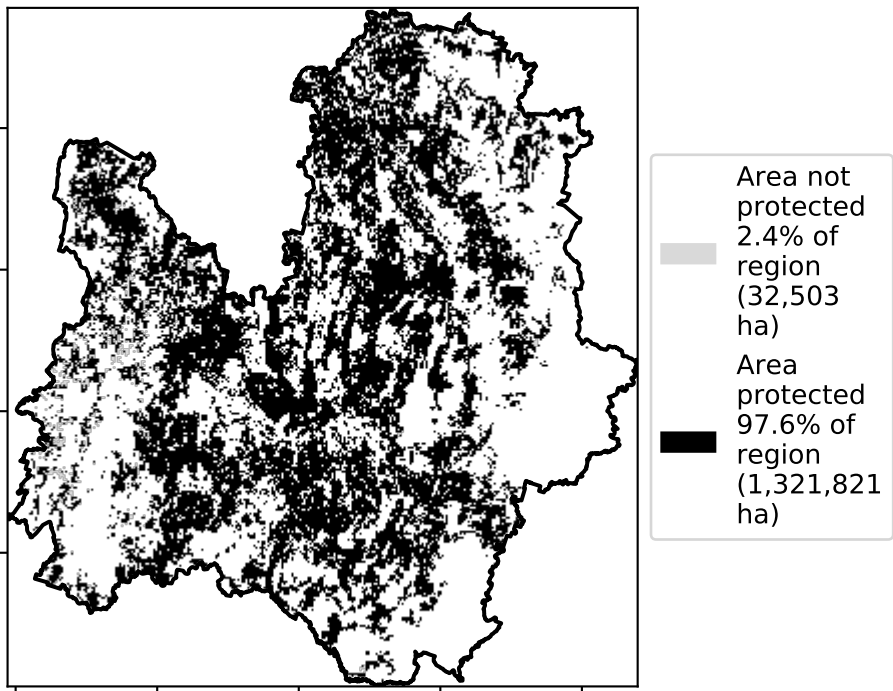 Area not
protected
2.4% of
region
(32,503
ha)
Area
protected
97.6% of
region
(1,321,821
ha)